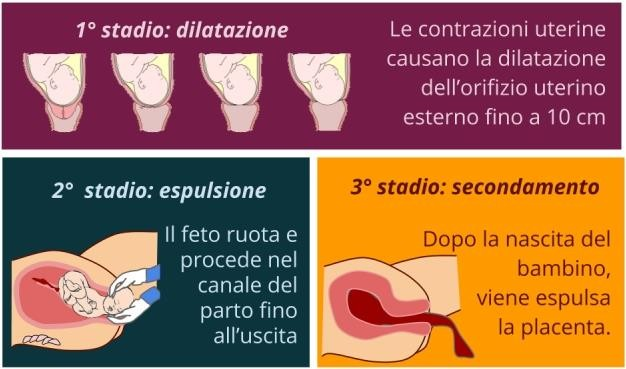 1° stadio: dilatazione
Le contrazioni uterine
causano la dilatazione
dell'orifizio uterino
esterno fino a 10 cm
2° stadio: espulsione
Il feto ruota e
procede nel
canale del
parto fino
all'uscita
3° stadio: secondamento
Dopo la nascita del
bambino,
viene espulsa
la placenta.